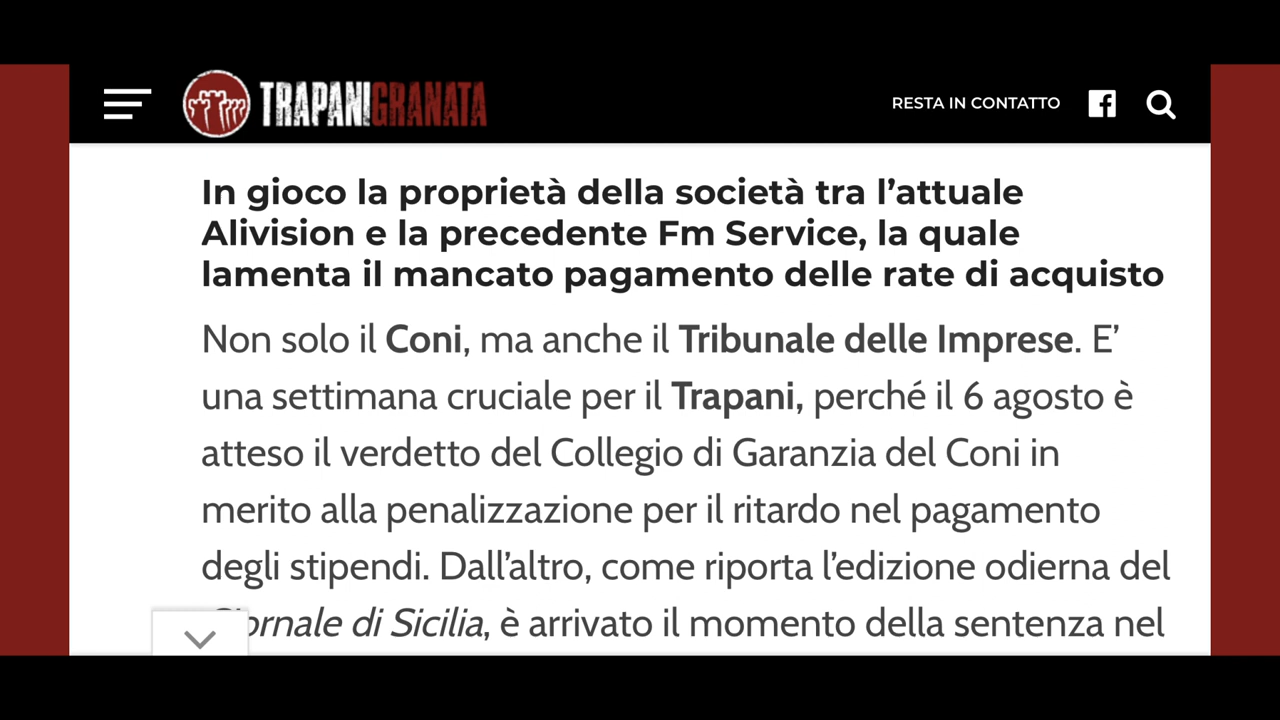 TRAPANIGRANATA
RESTA IN CONTATTO
In gioco la proprietà della società tra l’attuale
Alivision e la precedente Fm Service, la quale
lamenta il mancato pagamento delle rate di acquisto
Non solo il Coni, ma anche il Tribunale delle Imprese. E’
una settimana cruciale per il Trapani, perché il 6 agosto è
atteso il verdetto del Collegio di Garanzia del Coni in
merito alla penalizzazione per il ritardo nel pagamento
degli stipendi. Dall’altro, come riporta l’edizione odierna del
Giornale di Sicilia, è arrivato il momento della sentenza nel